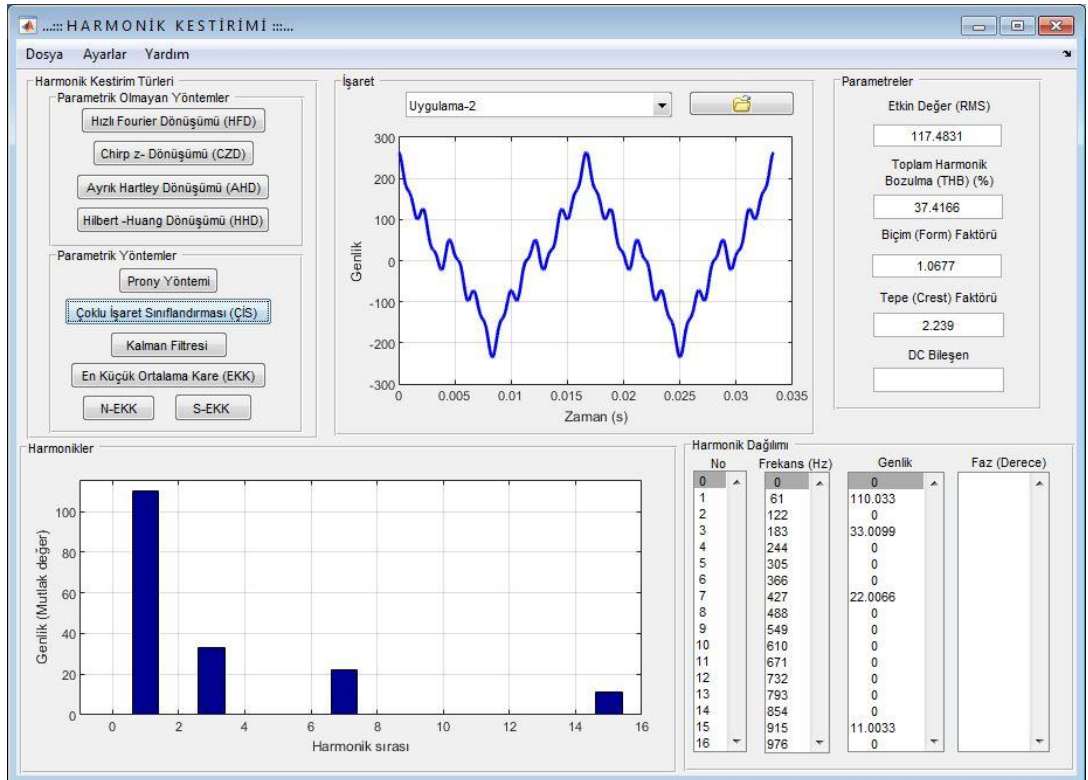 ...::: HARMONİK KESTİRİMİ :::...
Dosya Ayarlar Yardım
Harmonik Kestirim Türleri
Parametrik Olmayan Yöntemler
Hızlı Fourier Dönüşümü (HFD)
Chirp z- Dönüşümü (CZD)
Ayrık Hartley Dönüşümü (AHD)
Hilbert -Huang Dönüşümü (HHD)
Parametrik Yöntemler
Prony Yöntemi
Çoklu İşaret Sınıflandırması (ÇİS)
Kalman Filtresi
En Küçük Ortalama Kare (EKK)
N-EKK S-EKK
İşaret
Uygulama-2
300
200
100
0
-100
-200
-300
Genlik
0 0.005 0.01 0.015 0.02 0.025 0.03 0.035
Zaman (s)
Parametreler
Etkin Değer (RMS)
117.4831
Toplam Harmonik
Bozulma (THB) (%)
37.4166
Biçim (Form) Faktörü
1.0677
Tepe (Crest) Faktörü
2.239
DC Bileşen
Harmonikler
100
80
60
40
20
0
Genlik (Mutlak değer)
0 2 4 6 8 10 12 14 16
Harmonik sırası
Harmonik Dağılımı
No Frekans (Hz) Genlik Faz (Derece)
0 0 0
1 61 110.033
2 122 0
3 183 33.0099
4 244 0
5 305 0
6 366 0
7 427 22.0066
8 488 0
9 549 0
10 610 0
11 671 0
12 732 0
13 793 0
14 854 0
15 915 11.0033
16 976 0